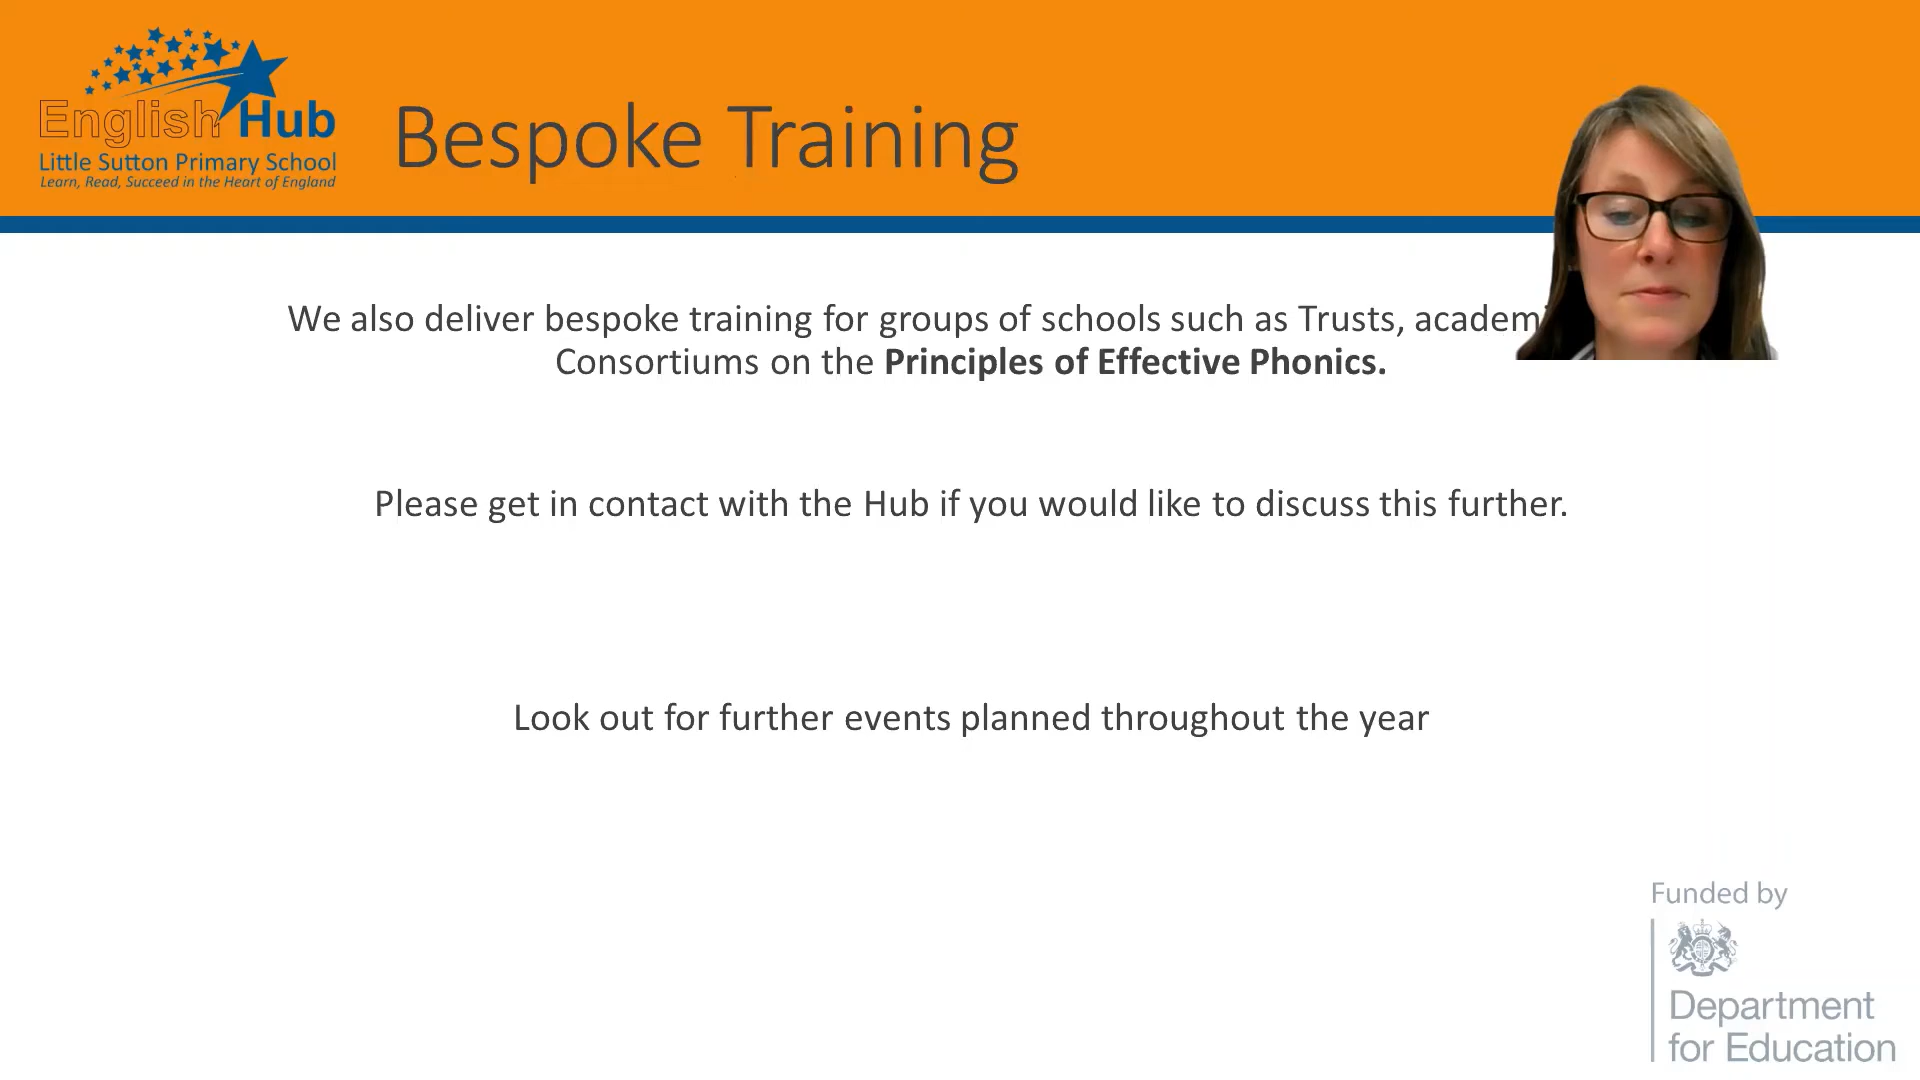 English Hub
Little Sutton Primary School
Learn, Read, Succeed in the Heart of England
Bespoke Training
We also deliver bespoke training for groups of schools such as Trusts,
Consortiums on the Principles of Effective Phonics.
Please get in contact with the Hub if you would like to discuss this further.
Look out for further events planned throughout the year
Funded by
Department
for Education